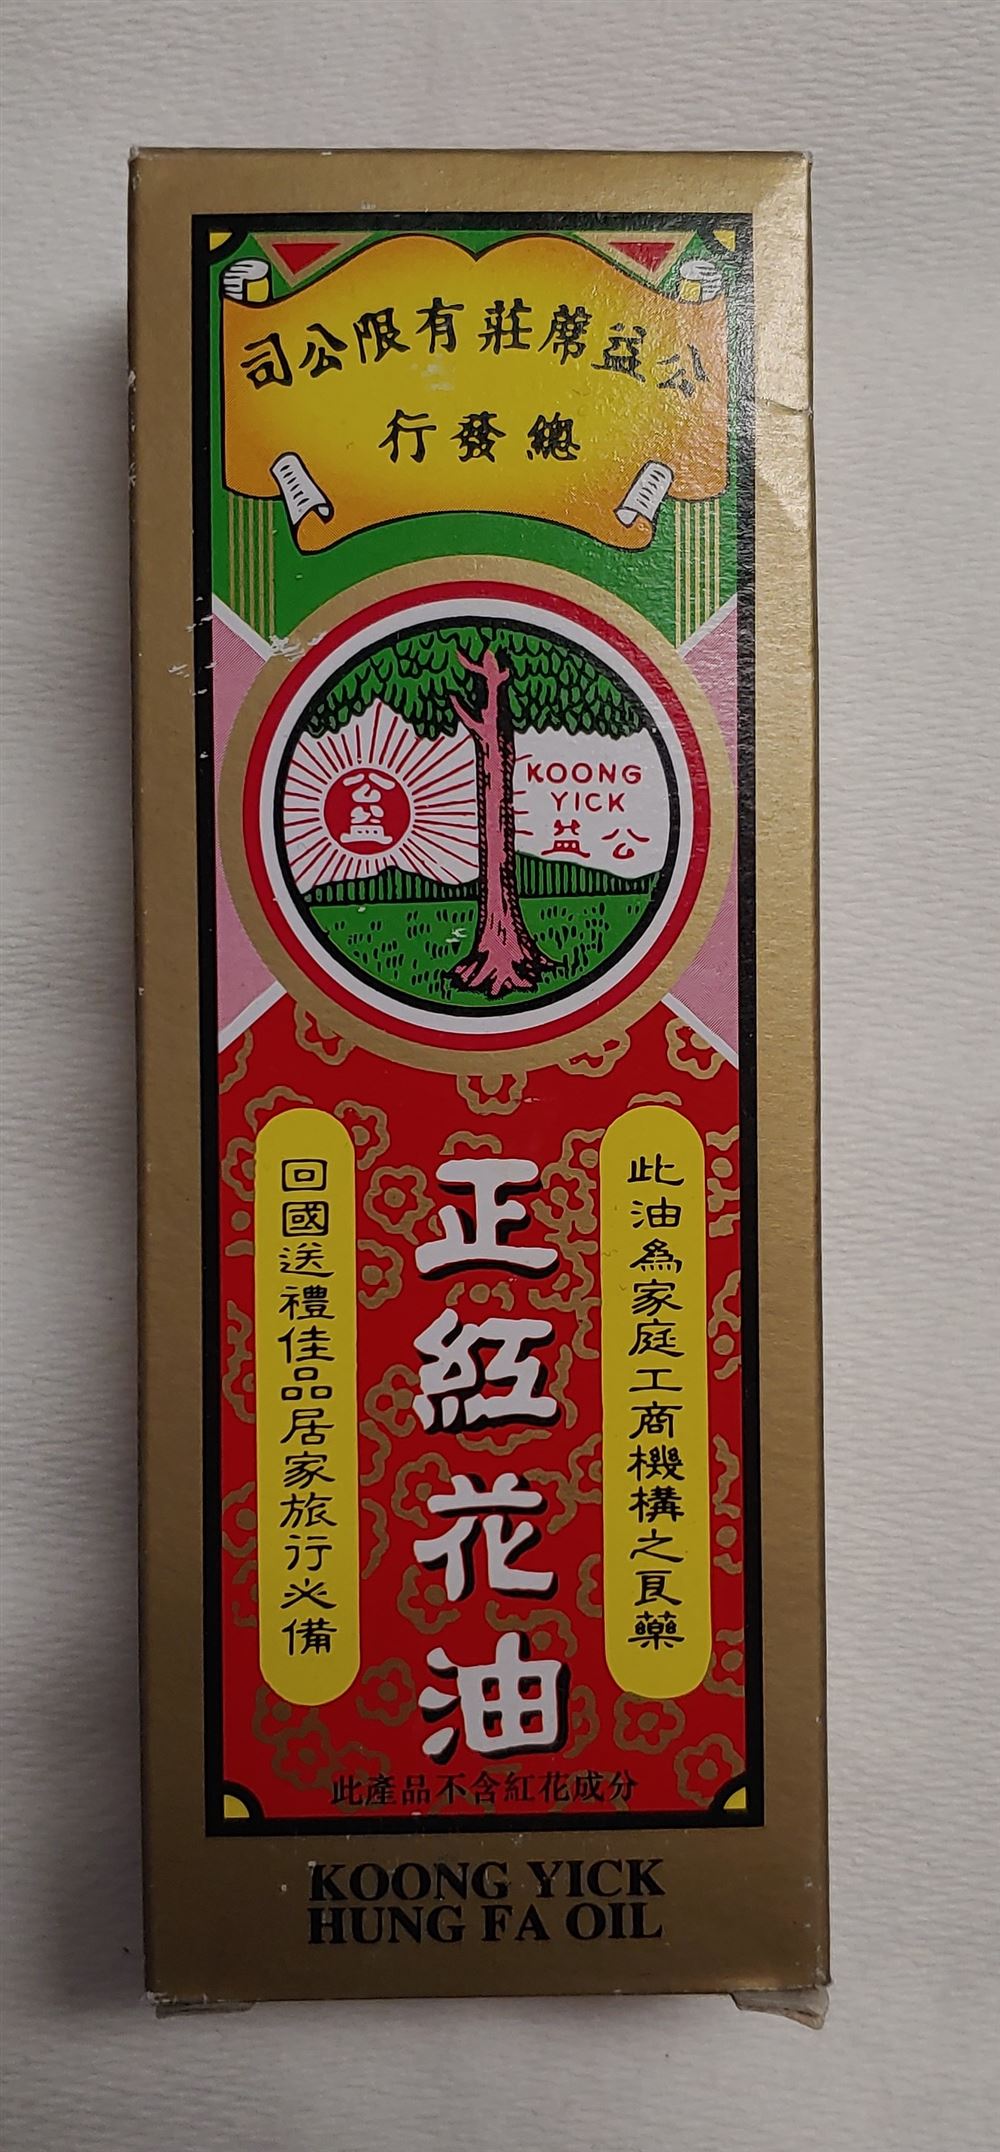 公益蓆莊有限公司
總發行
公益
KOONG
YICK
公益
此油為家庭工商機構之良藥
正紅花油
回國送禮佳品居家旅行必備
此產品不含紅花成分
KOONG YICK
HUNG FA OIL